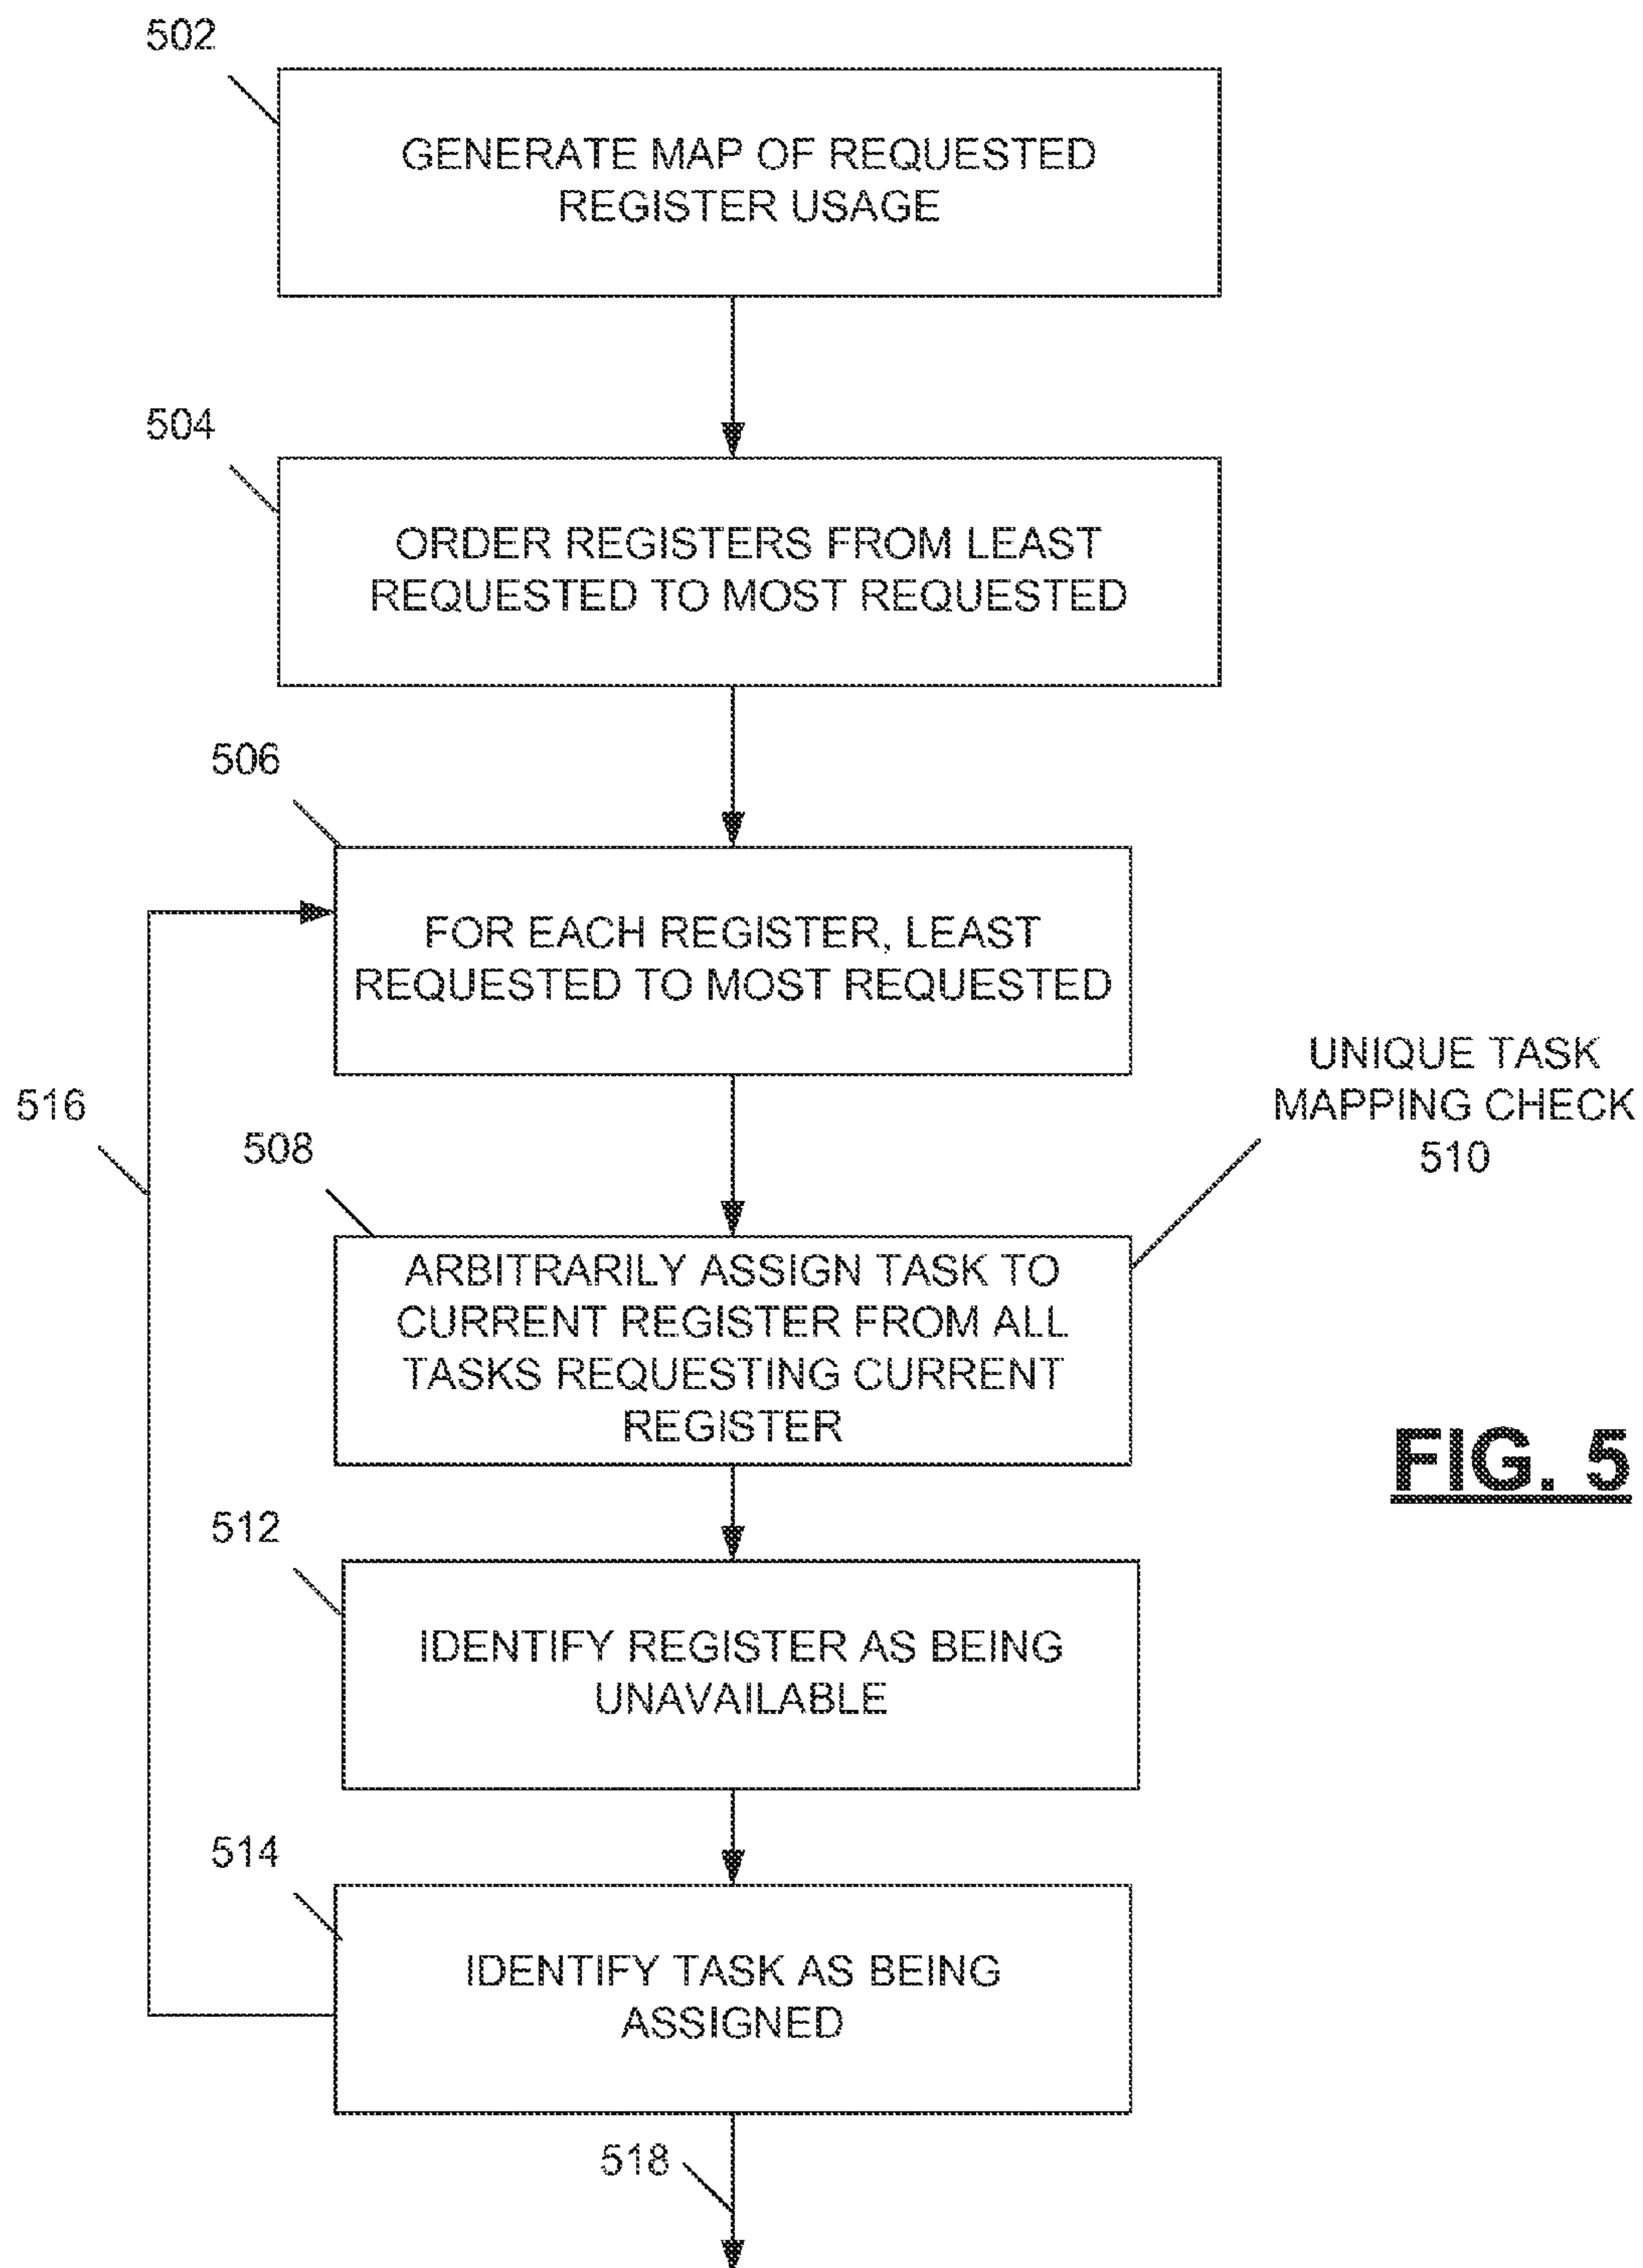 502
GENERATE MAP OF REQUESTED
REGISTER USAGE
504
ORDER REGISTERS FROM LEAST
REQUESTED TO MOST REQUESTED
506
FOR EACH REGISTER, LEAST
REQUESTED TO MOST REQUESTED
516
508
UNIQUE TASK
MAPPING CHECK
510
ARBITRARILY ASSIGN TASK TO
CURRENT REGISTER FROM ALL
TASKS REQUESTING CURRENT
REGISTER
FIG. 5
512
IDENTIFY REGISTER AS BEING
UNAVAILABLE
514
IDENTIFY TASK AS BEING
ASSIGNED
518